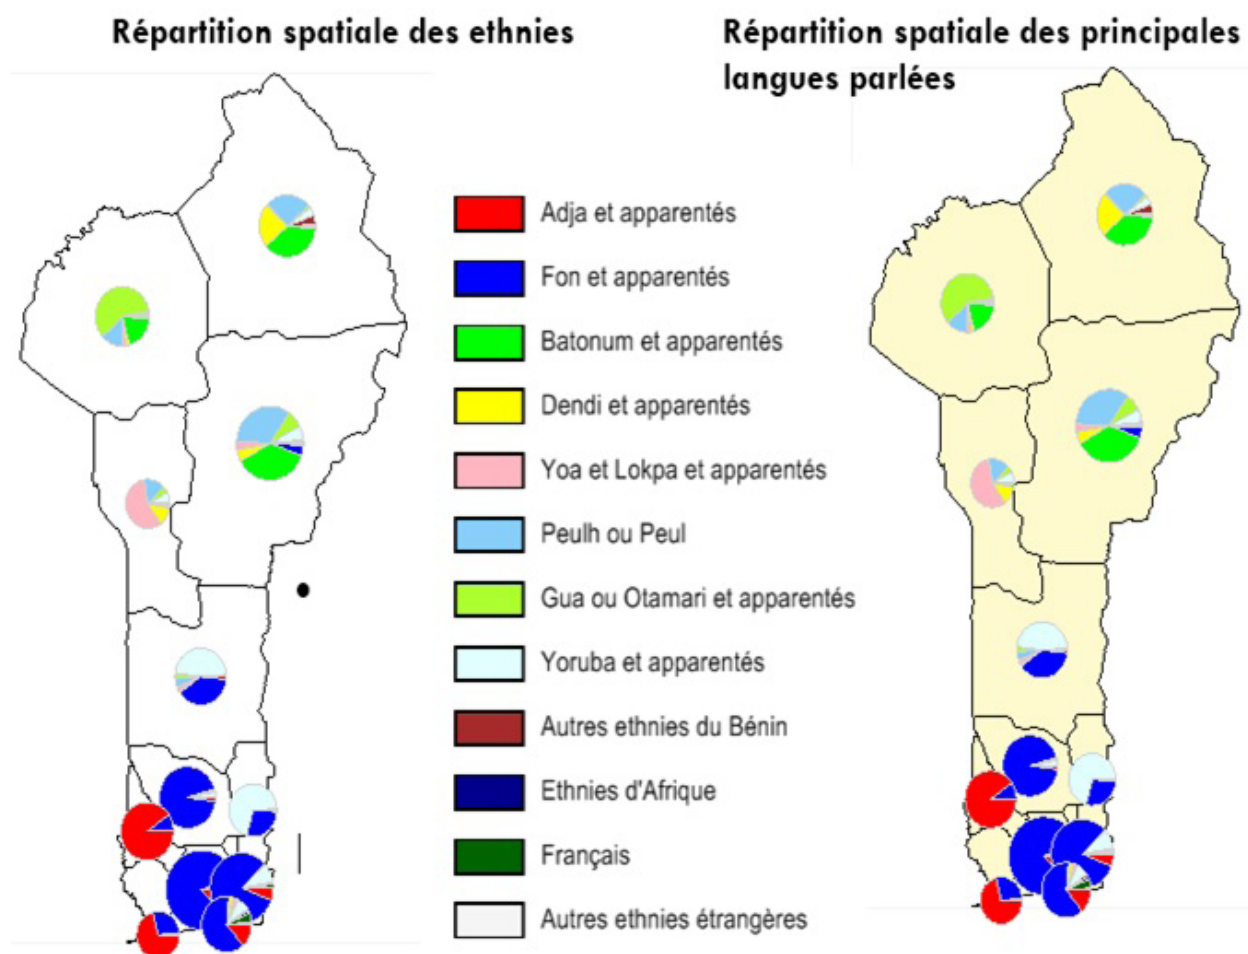 Répartition spatiale des ethnies
Répartition spatiale des principales
langues parlées
Adja et apparentés
Fon et apparentés
Batonum et apparentés
Dendi et apparentés
Yoa et Lokpa et apparentés
Peulh ou Peul
Gua ou Otamari et apparentés
Yoruba et apparentés
Autres ethnies du Bénin
Ethnies d'Afrique
Français
Autres ethnies étrangères